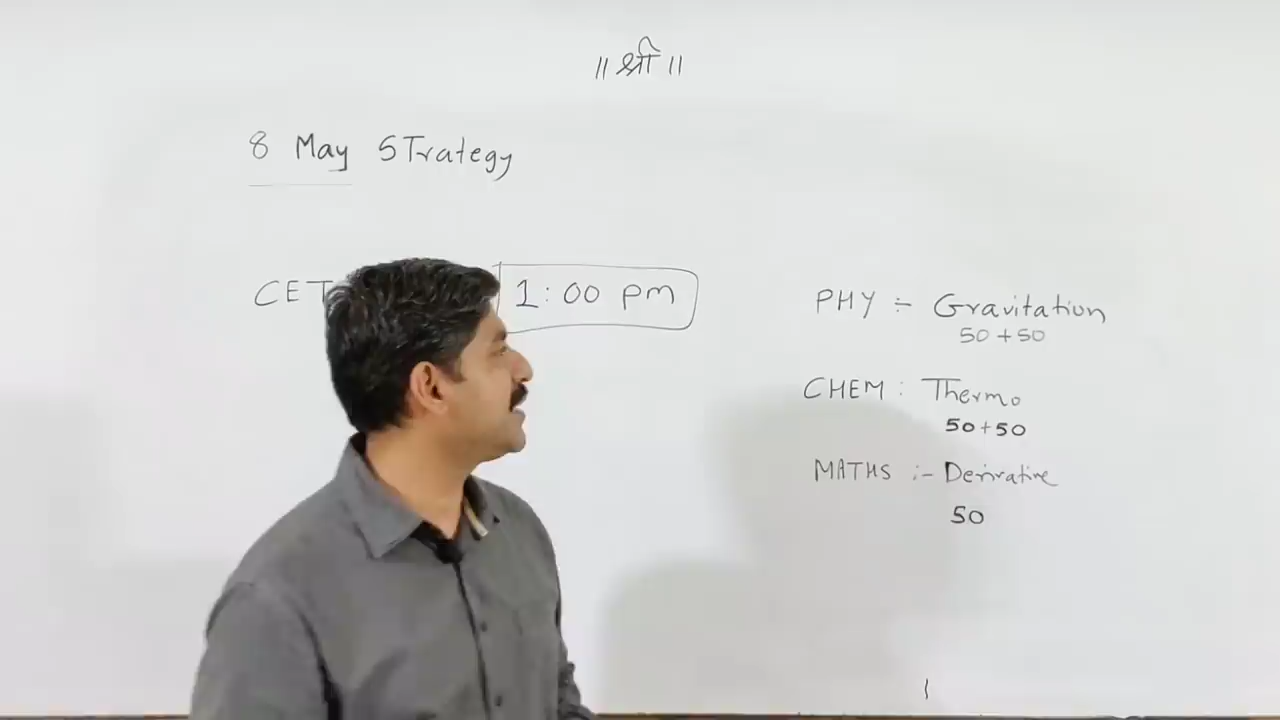 || श्री ||
8 May STrategy
CET 1:00 pm
PHY :- Gravitation
50 + 50
CHEM : Thermo
50 + 50
MATHS :- Derivative
50